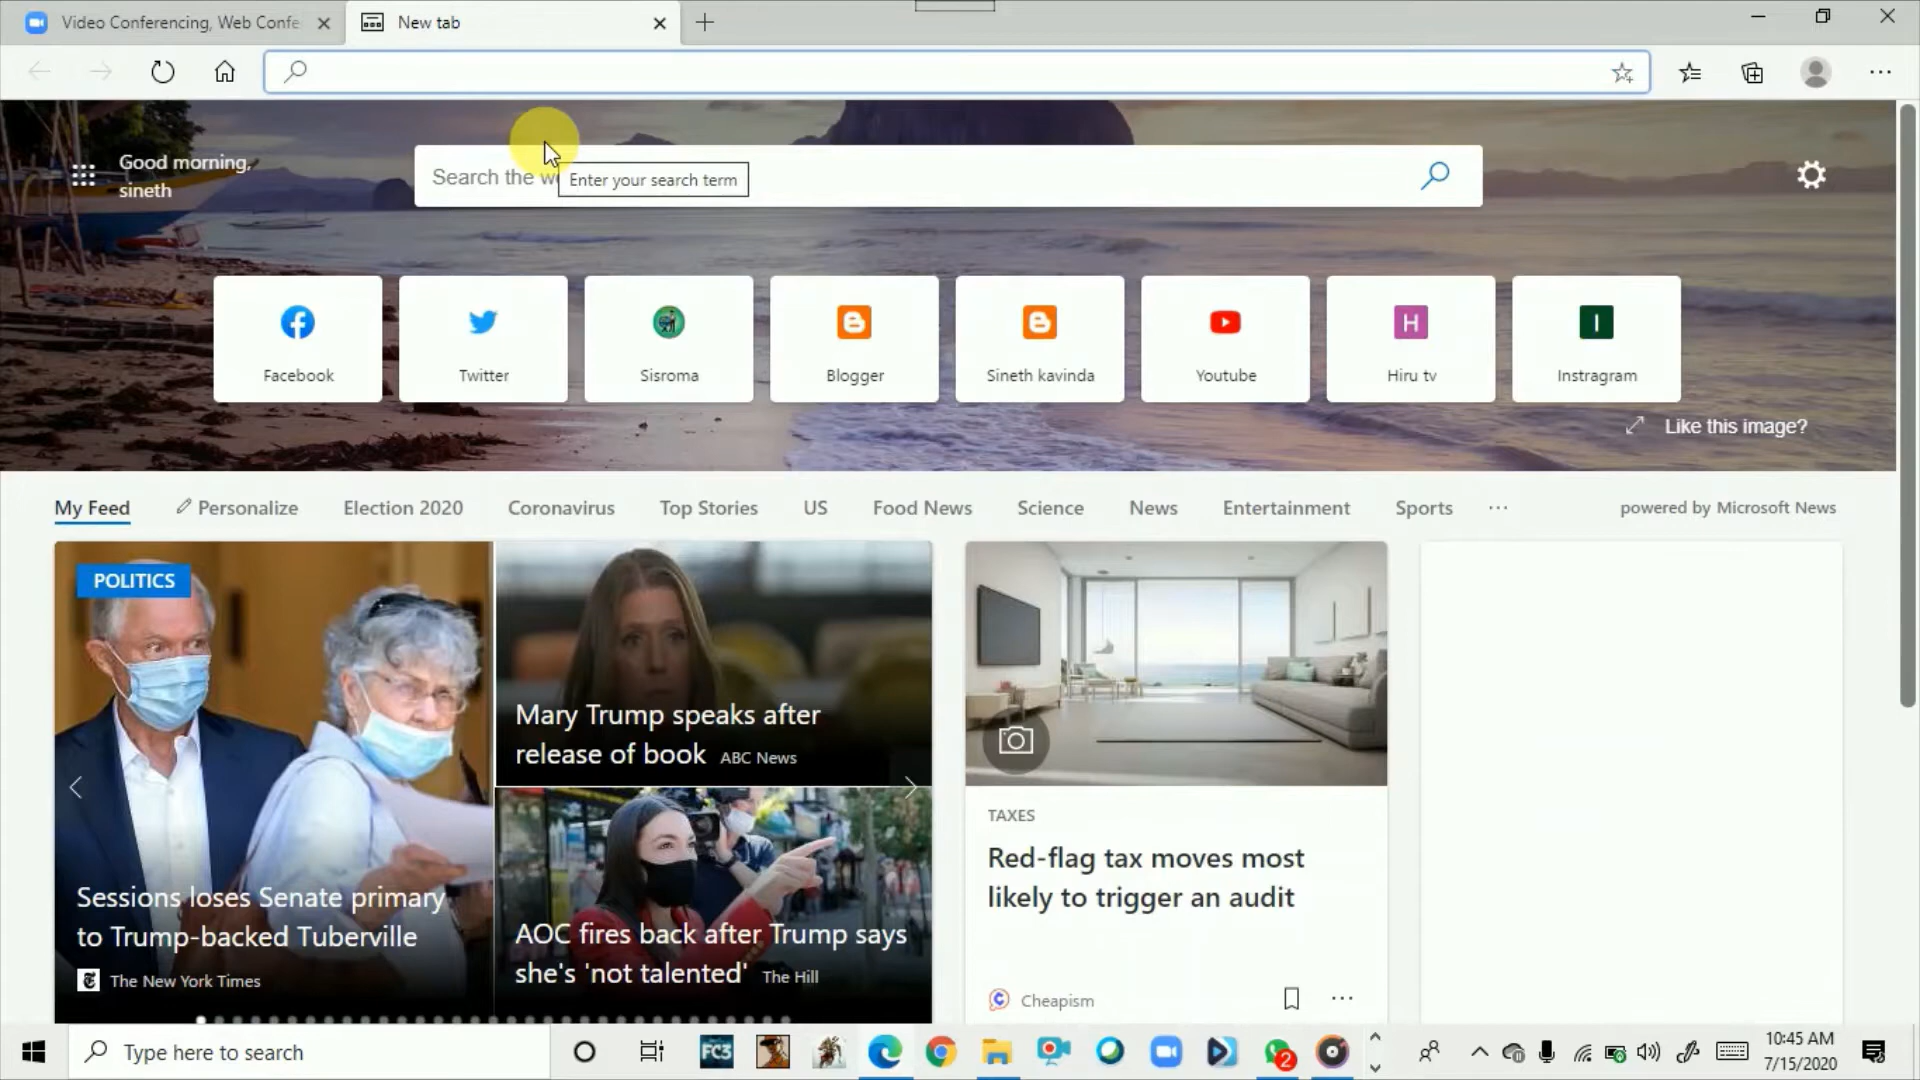 Video Conferencing, Web Confe
New tab
Good morning,
sineth
Search the w
Enter your search term
Facebook
Twitter
Sisroma
Blogger
Sineth kavinda
Youtube
H
Hiru tv
I
Instragram
Like this image?
My Feed
Personalize
Election 2020
Coronavirus
Top Stories
US
Food News
Science
News
Entertainment
Sports
powered by Microsoft News
POLITICS
Sessions loses Senate primary
to Trump-backed Tuberville
The New York Times
Mary Trump speaks after
release of book ABC News
AOC fires back after Trump says
she's 'not talented' The Hill
TAXES
Red-flag tax moves most
likely to trigger an audit
Cheapism
Type here to search
FC3
2
10:45 AM
7/15/2020